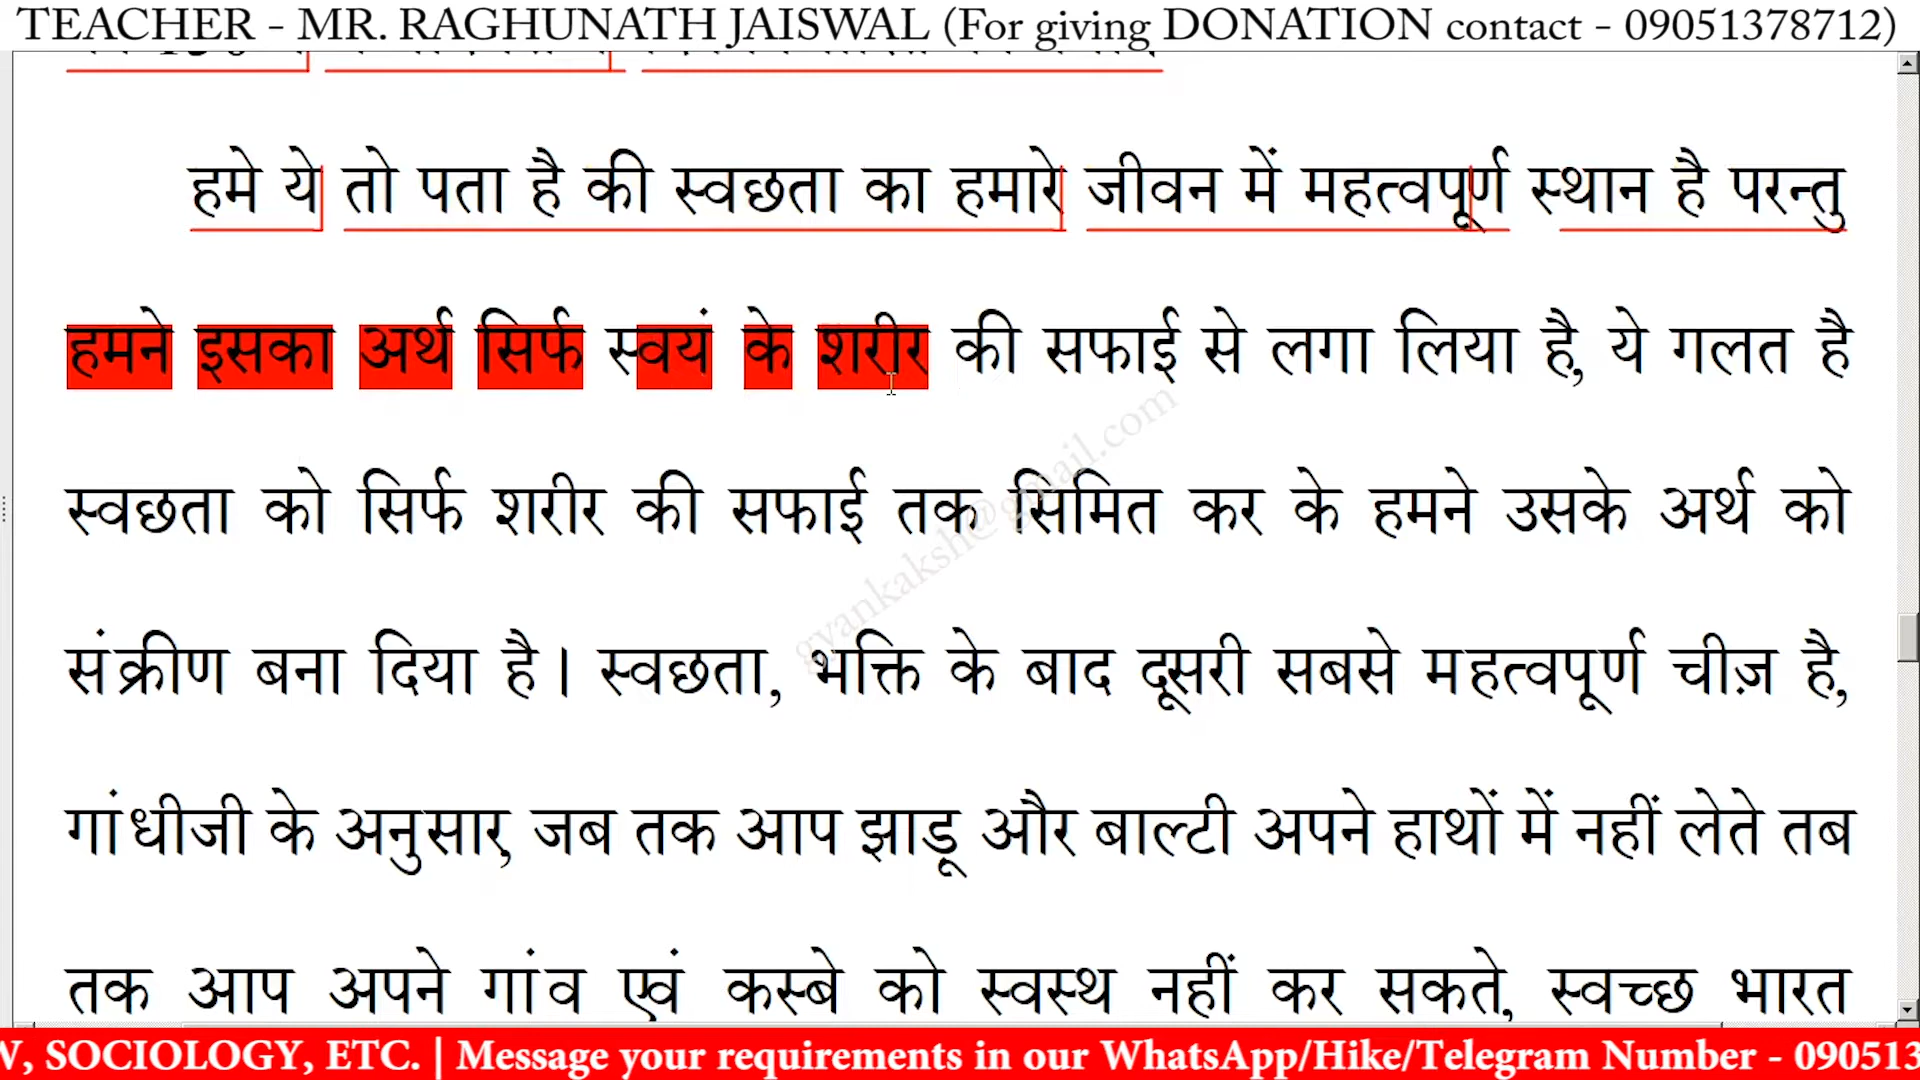 TEACHER - MR. RAGHUNATH JAISWAL (For giving DONATION contact - 09051378712)
हमे ये तो पता है की स्वछता का हमारे जीवन में महत्वपूर्ण स्थान है परन्तु
हमने इसका अर्थ सिर्फ स्वयं के शरीर की सफाई से लगा लिया है, ये गलत है
स्वछता को सिर्फ शरीर की सफाई तक सिमित कर के हमने उसके अर्थ को
संक्रीण बना दिया है। स्वछता, भक्ति के बाद दूसरी सबसे महत्वपूर्ण चीज़ है,
गांधीजी के अनुसार, जब तक आप झाडू और बाल्टी अपने हाथों में नहीं लेते तब
तक आप अपने गांव एवं कस्बे को स्वस्थ नहीं कर सकते, स्वच्छ भारत
gyankaksh@gmail.com
W, SOCIOLOGY, ETC. | Message your requirements in our WhatsApp/Hike/Telegram Number - 090513